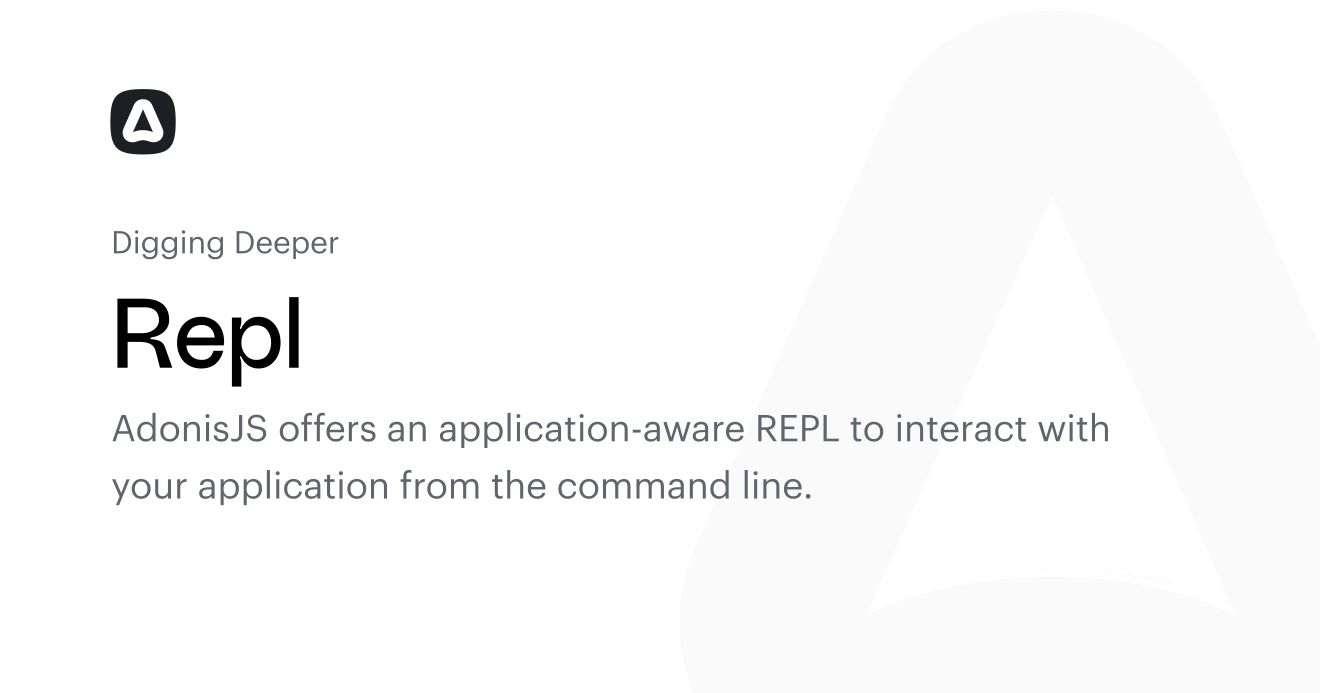 Digging Deeper
Repl
AdonisJS offers an application-aware REPL to interact with
your application from the command line.